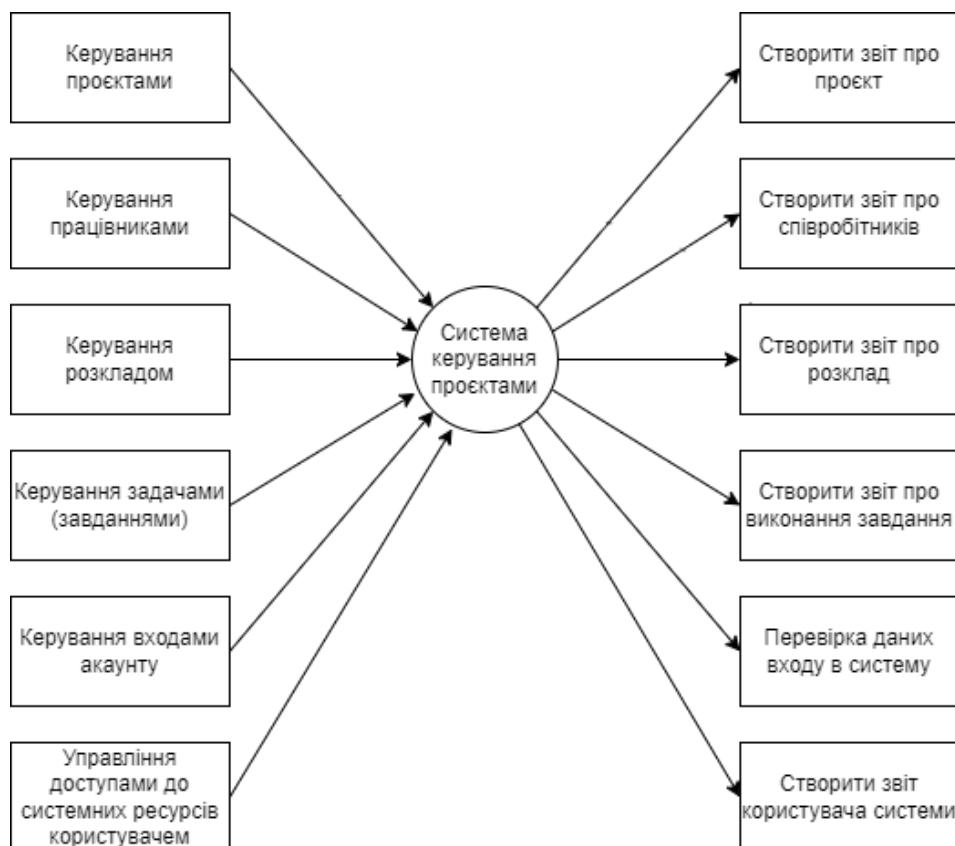 Керування
проєктами
Створити звіт про
проєкт
Керування
працівниками
Створити звіт про
співробітників
Система
керування
проєктами
Керування
розкладом
Створити звіт про
розклад
Керування задачами
(завданнями)
Створити звіт про
виконання завдання
Керування входами
акаунту
Перевірка даних
входу в систему
Управління
доступами до
системних ресурсів
користувачем
Створити звіт
користувача системи